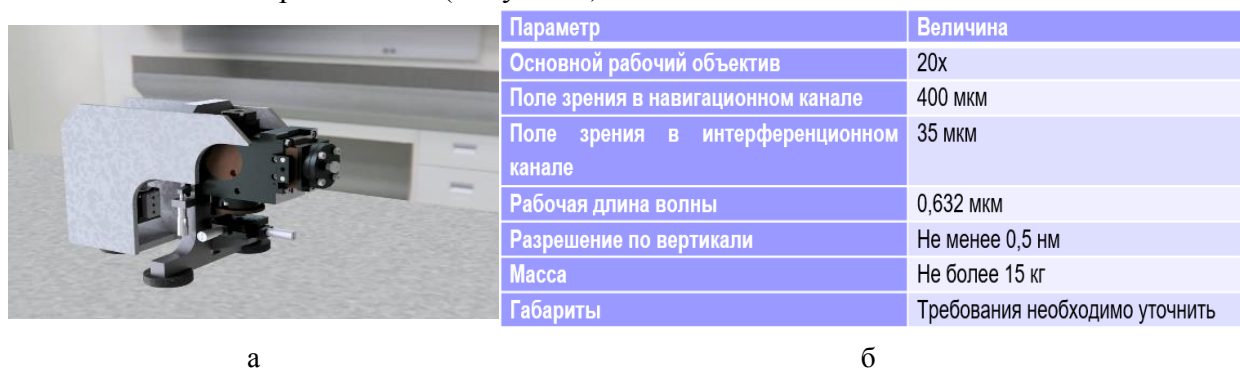 Параметр Величина
Основной рабочий объектив 20х
Поле зрения в навигационном канале 400 мкм
Поле зрения в интерференционном 35 мкм
канале
Рабочая длина волны 0,632 мкм
Разрешение по вертикали Не менее 0,5 нм
Масса Не более 15 кг
Габариты Требования необходимо уточнить
а б